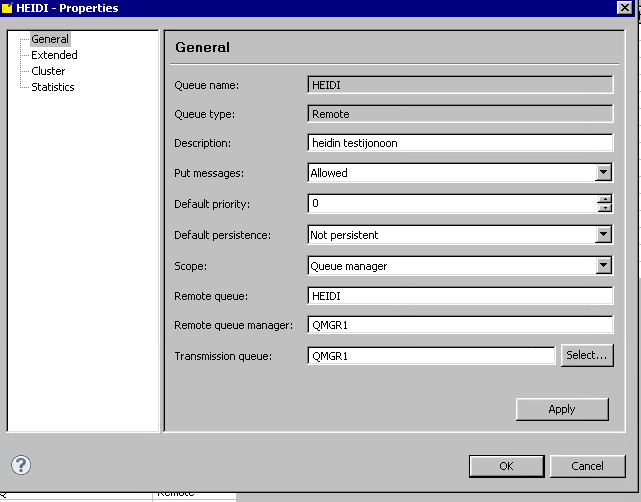 HEIDI - Properties
General
Extended
Cluster
Statistics
General
Queue name: HEIDI
Queue type: Remote
Description: heidin testijonoon
Put messages: Allowed
Default priority: 0
Default persistence: Not persistent
Scope: Queue manager
Remote queue: HEIDI
Remote queue manager: QMGR1
Transmission queue: QMGR1 Select...
Apply
? OK Cancel
Remote